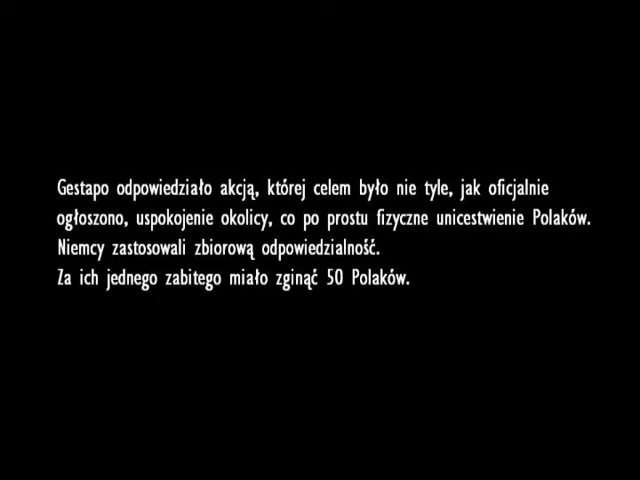 Gestapo odpowiedziało akcją, której celem było nie tyle, jak oficjalnie
ogłoszono, uspokojenie okolicy, co po prostu fizyczne unicestwienie Polaków.
Niemcy zastosowali zbiorową odpowiedzialność.
Za ich jednego zabitego miało zginąć 50 Polaków.